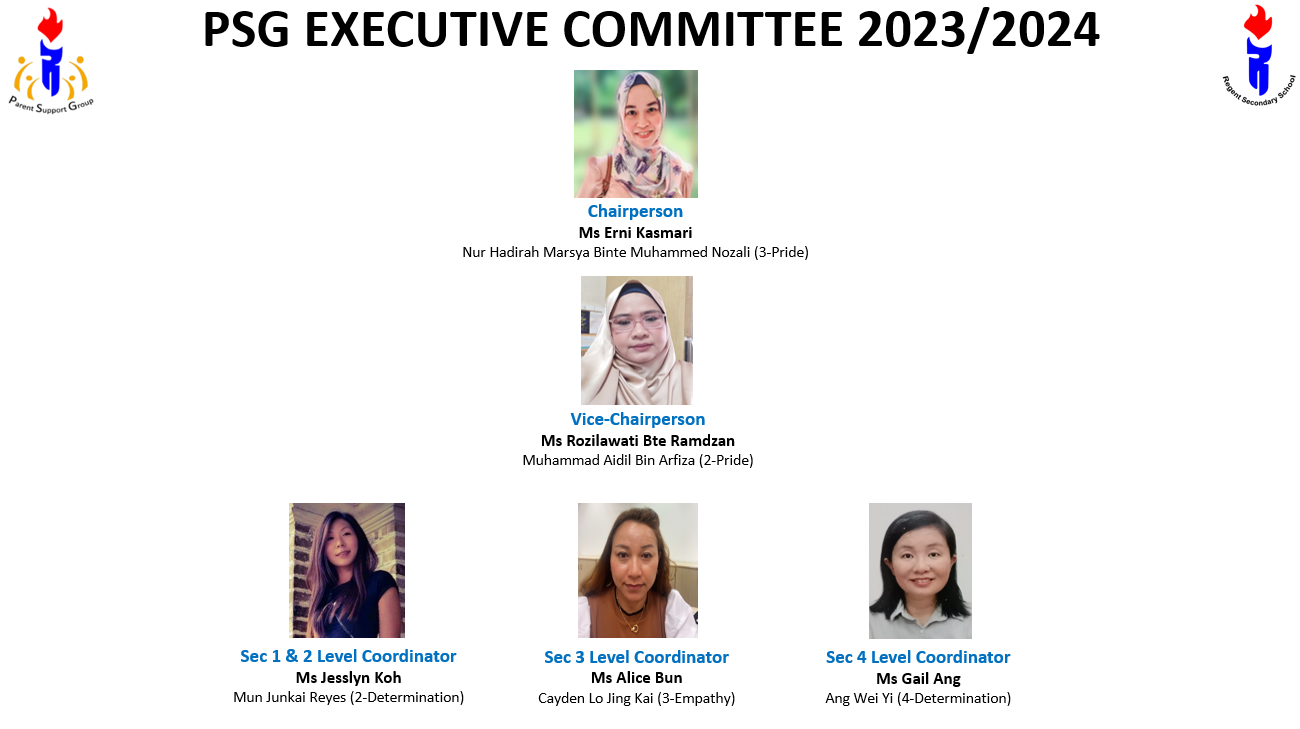 PSG EXECUTIVE COMMITTEE 2023/2024
Parent Support Group
Regent Secondary School
Chairperson
Ms Erni Kasmari
Nur Hadirah Marsya Binte Muhammed Nozali (3-Pride)
Vice-Chairperson
Ms Rozilawati Bte Ramdzan
Muhammad Aidil Bin Arfiza (2-Pride)
Sec 1 & 2 Level Coordinator
Ms Jesslyn Koh
Mun Junkai Reyes (2-Determination)
Sec 3 Level Coordinator
Ms Alice Bun
Cayden Lo Jing Kai (3-Empathy)
Sec 4 Level Coordinator
Ms Gail Ang
Ang Wei Yi (4-Determination)